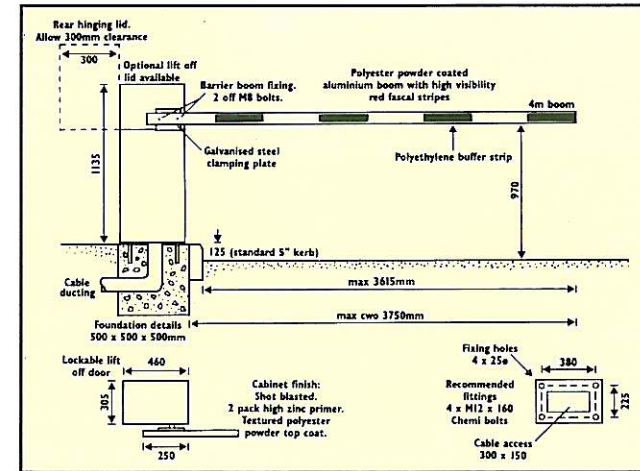 Rear hinging lid.
Allow 300mm clearance
300
Optional lift off
lid available
Barrier boom fixing.
2 off M8 bolts.
Polyester powder coated
aluminium boom with high visibility
red fascal stripes
4m boom
Galvanised steel
clamping plate
Polyethylene buffer strip
1135
970
125 (standard 5" kerb)
Cable
ducting
max 3615mm
Foundation details
500 x 500 x 500mm
max cwo 3750mm
Lockable lift
off door
460
305
250
Cabinet finish:
Shot blasted.
2 pack high zinc primer.
Textured polyester
powder top coat.
Fixing holes
4 x 25ø
380
Recommended
fittings
4 x M12 x 160
Chemi bolts
225
Cable access
300 x 150